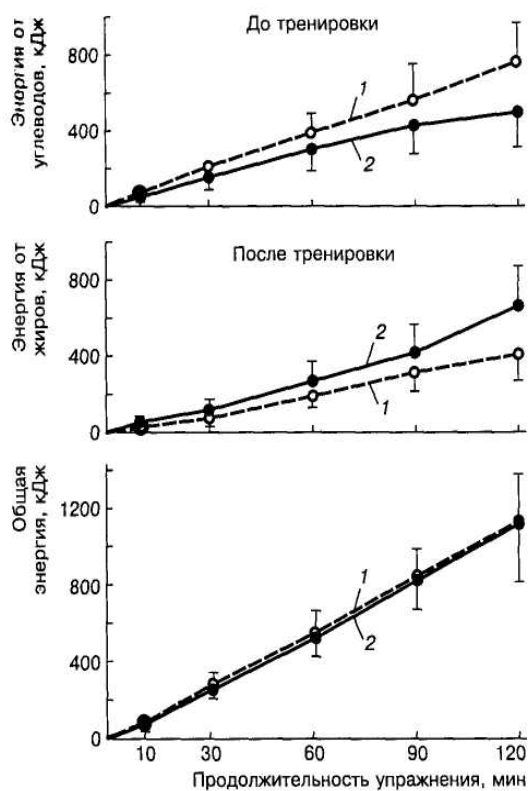 До тренировки
Энергия от
углеводов, кДж
800
400
0
1
2
После тренировки
Энергия от
жиров, кДж
800
400
0
2
1
Общая
энергия, кДж
1200
800
400
0
1
2
10 30 60 90 120
Продолжительность упражнения, мин